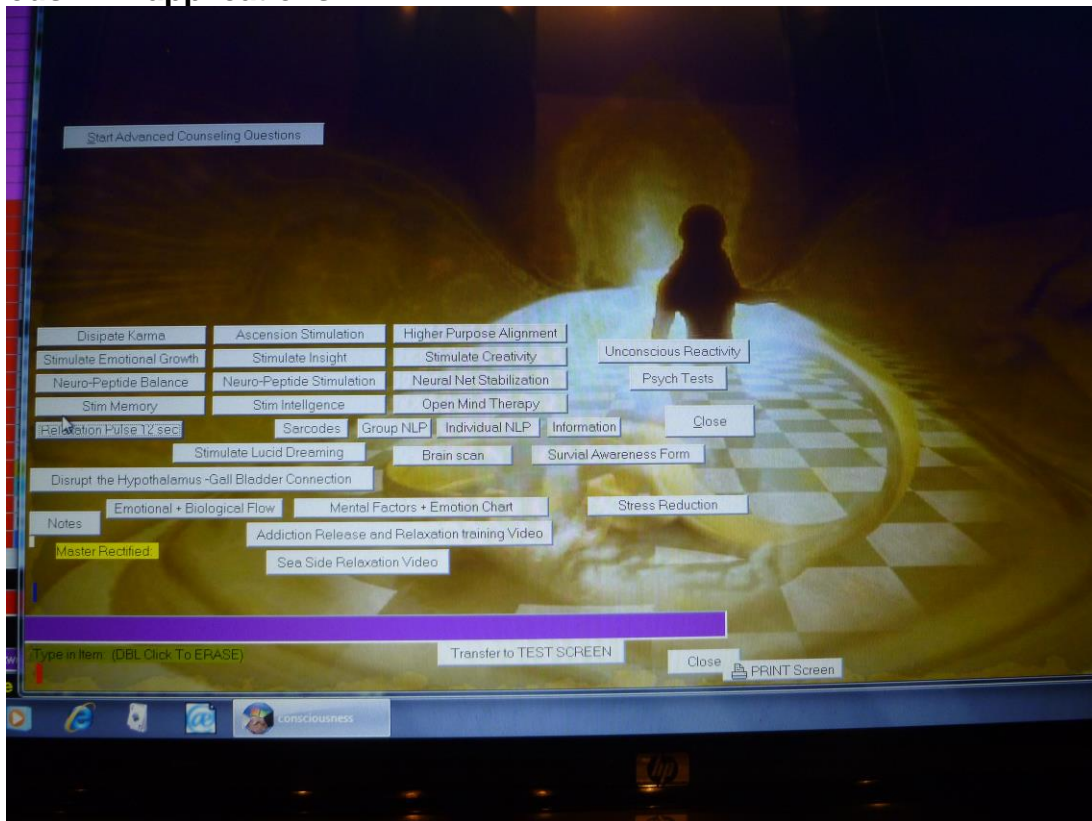 Start Advanced Counseling Questions
Disipate Karma Ascension Stimulation Higher Purpose Alignment
Stimulate Emotional Growth Stimulate Insight Stimulate Creativity Unconscious Reactivity
Neuro-Peptide Balance Neuro-Peptide Stimulation Neural Net Stabilization Psych Tests
Stim Memory Stim Intellgence Open Mind Therapy
Relaxation Pulse 12 sec Sarcodes Group NLP Individual NLP Information Close
Stimulate Lucid Dreaming Brain scan Survial Awareness Form
Disrupt the Hypothalamus -Gall Bladder Connection
Emotional + Biological Flow Mental Factors + Emotion Chart Stress Reduction
Notes
Addiction Release and Relaxation training Video
Master Rectified:
Sea Side Relaxation Video
Type in Item: (DBL Click To ERASE) Transfer to TEST SCREEN Close PRINT Screen
consciousness
hp